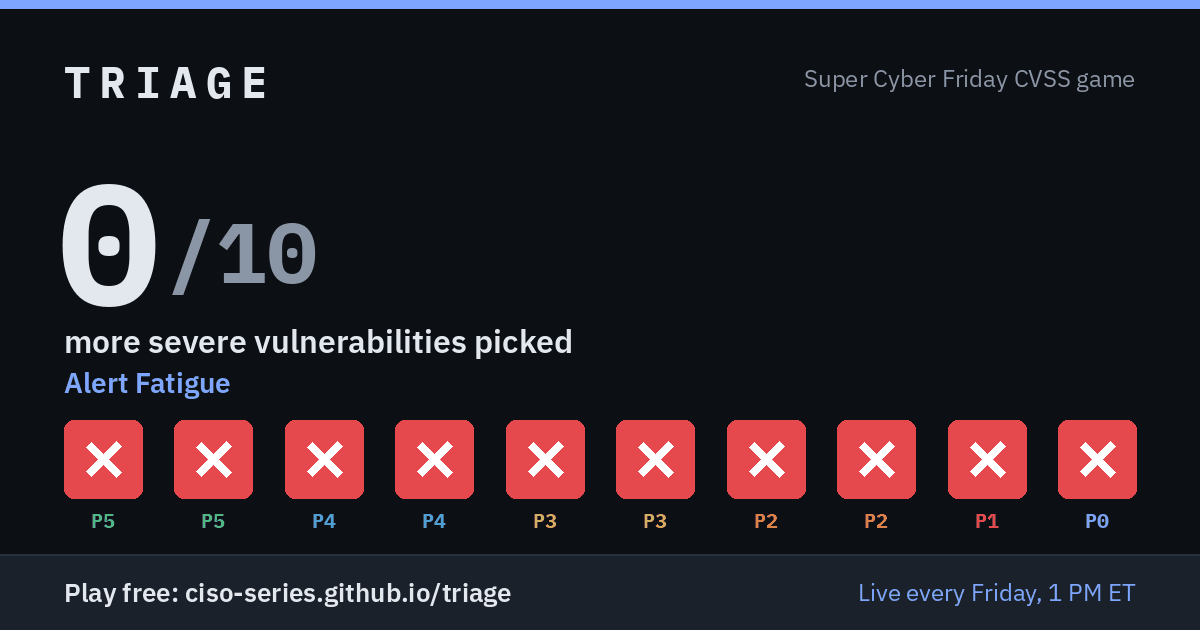 TRIAGE
Super Cyber Friday CVSS game
0/10
more severe vulnerabilities picked
Alert Fatigue
P5 P5 P4 P4 P3 P3 P2 P2 P1 P0
Play free: ciso-series.github.io/triage
Live every Friday, 1 PM ET